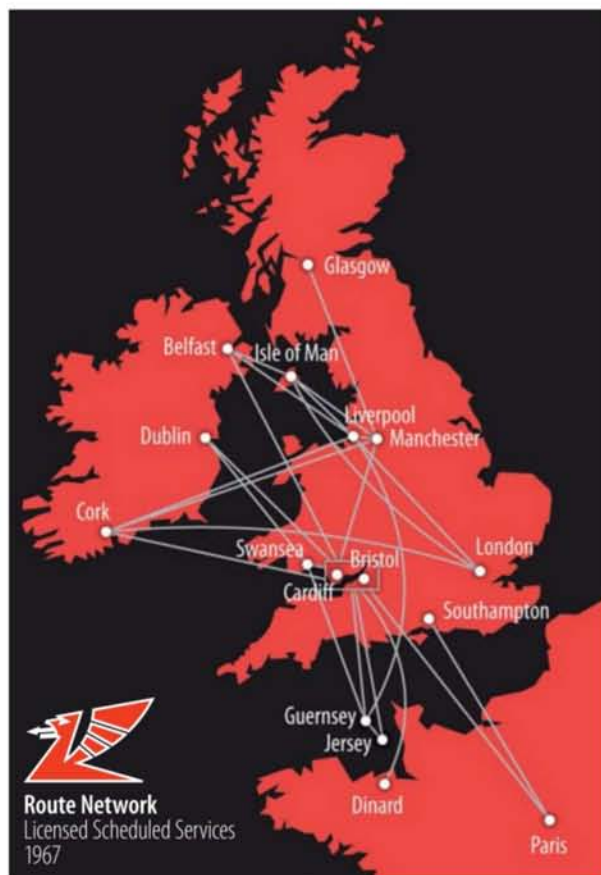 Glasgow
Belfast
Isle of Man
Liverpool
Dublin
Manchester
Cork
Swansea
Bristol
London
Cardiff
Southampton
Guernsey
Jersey
Dinard
Paris
Route Network
Licensed Scheduled Services
1967